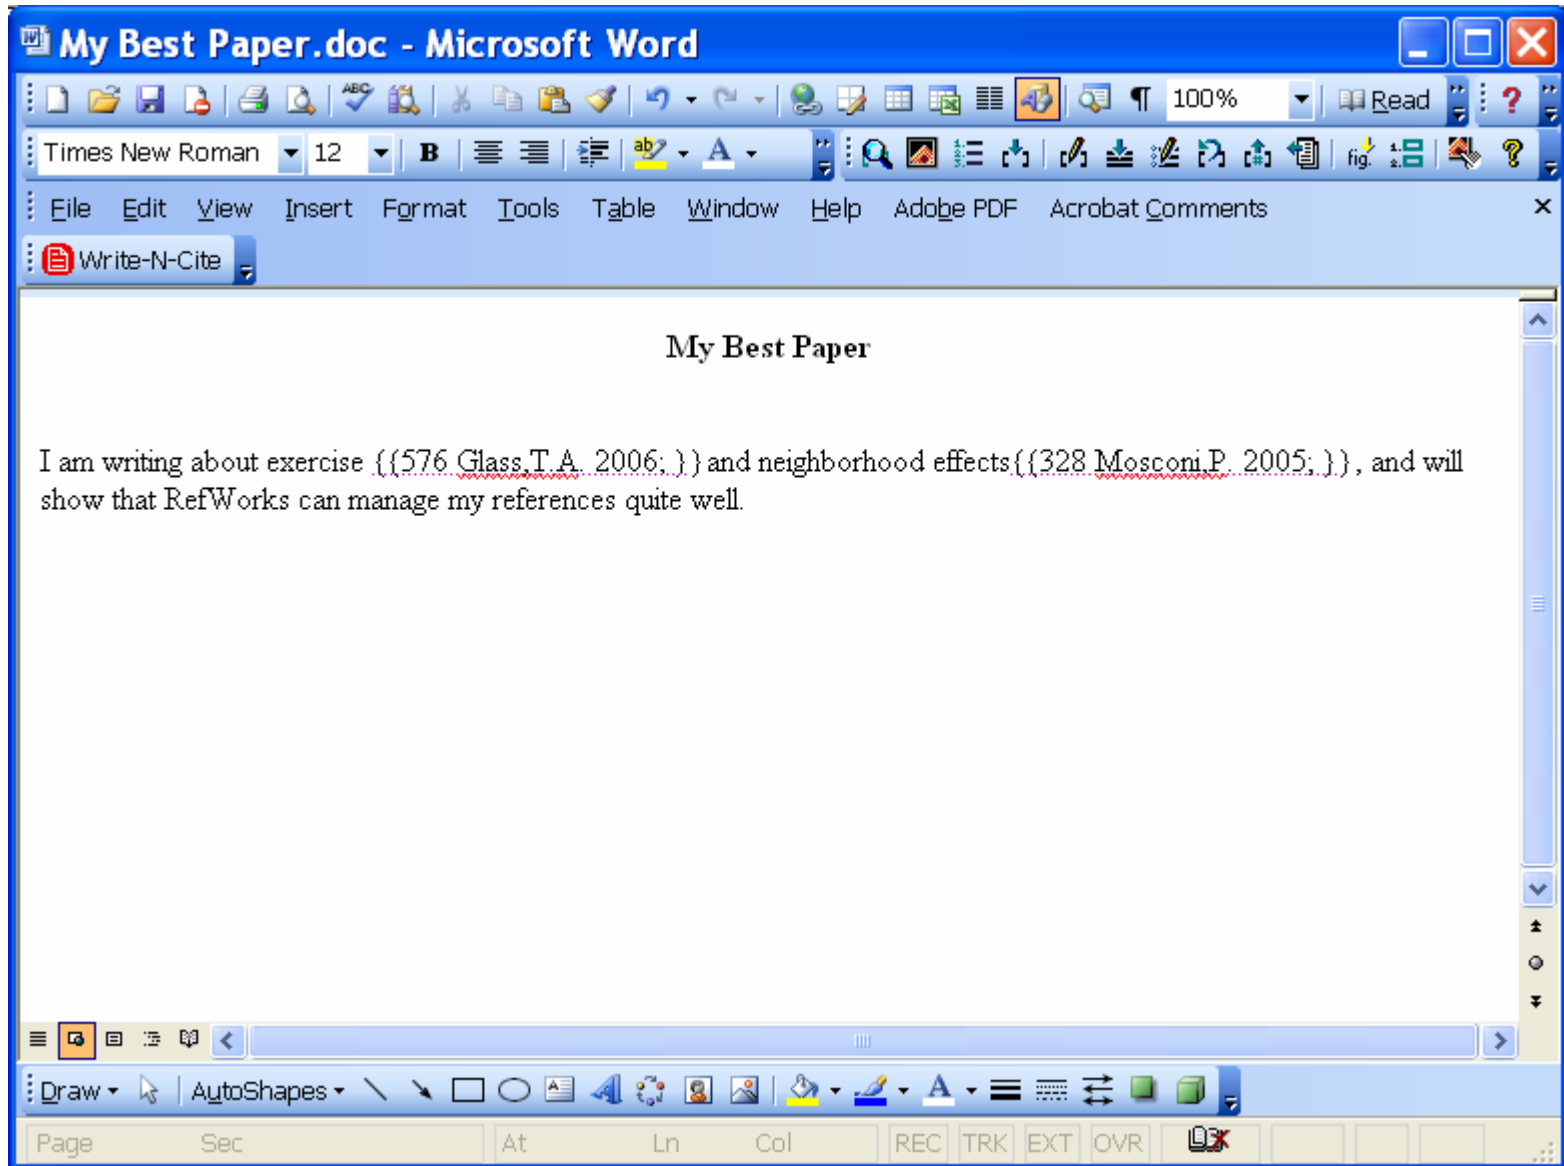 My Best Paper.doc - Microsoft Word
ABC 100% Read ?
Times New Roman 12 B ab A fig. ?
File Edit View Insert Format Tools Table Window Help Adobe PDF Acrobat Comments x
Write-N-Cite
My Best Paper
I am writing about exercise {{576 Glass,T.A. 2006; }} and neighborhood effects{{328 Mosconi,P. 2005; }}, and will
show that RefWorks can manage my references quite well.
Draw AutoShapes A A
Page Sec At Ln Col REC TRK EXT OVR